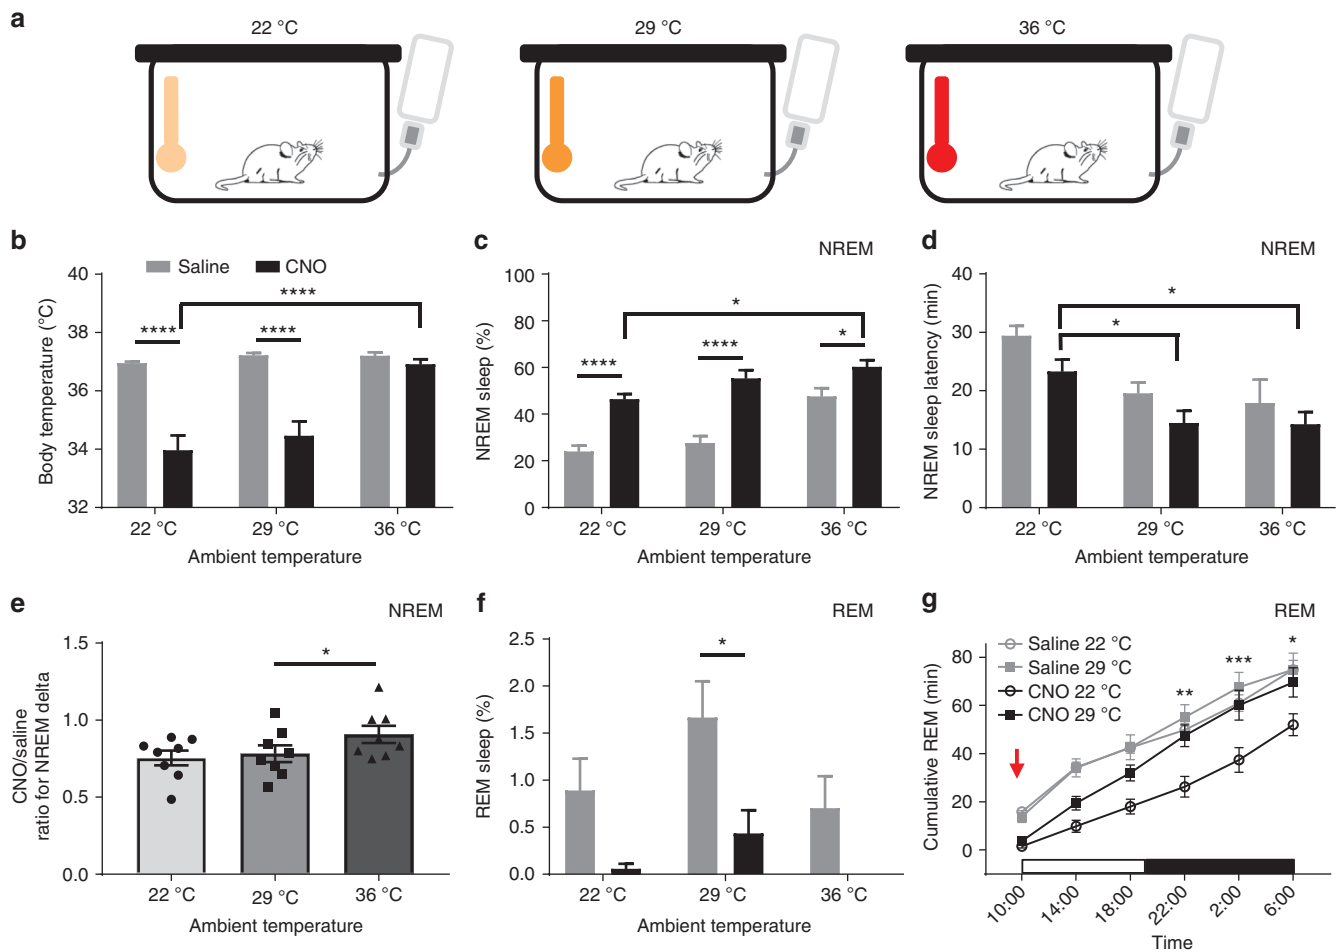 a
22 °C
29 °C
36 °C
b
Saline
CNO
Body temperature (°C)
40
38
36
34
32
****
****
****
22 °C
29 °C
36 °C
Ambient temperature
c
NREM
NREM sleep (%)
100
80
60
40
20
0
*
****
****
*
22 °C
29 °C
36 °C
Ambient temperature
d
NREM
NREM sleep latency (min)
40
30
20
10
0
*
*
22 °C
29 °C
36 °C
Ambient temperature
e
NREM
CNO/saline
ratio for NREM delta
1.5
1.0
0.5
0.0
*
22 °C
29 °C
36 °C
Ambient temperature
f
REM
REM sleep (%)
2.5
2.0
1.5
1.0
0.5
0.0
*
22 °C
29 °C
36 °C
Ambient temperature
g
REM
Cumulative REM (min)
80
60
40
20
0
Saline 22 °C
Saline 29 °C
CNO 22 °C
CNO 29 °C
**
***
*
10:00
14:00
18:00
22:00
2:00
6:00
Time